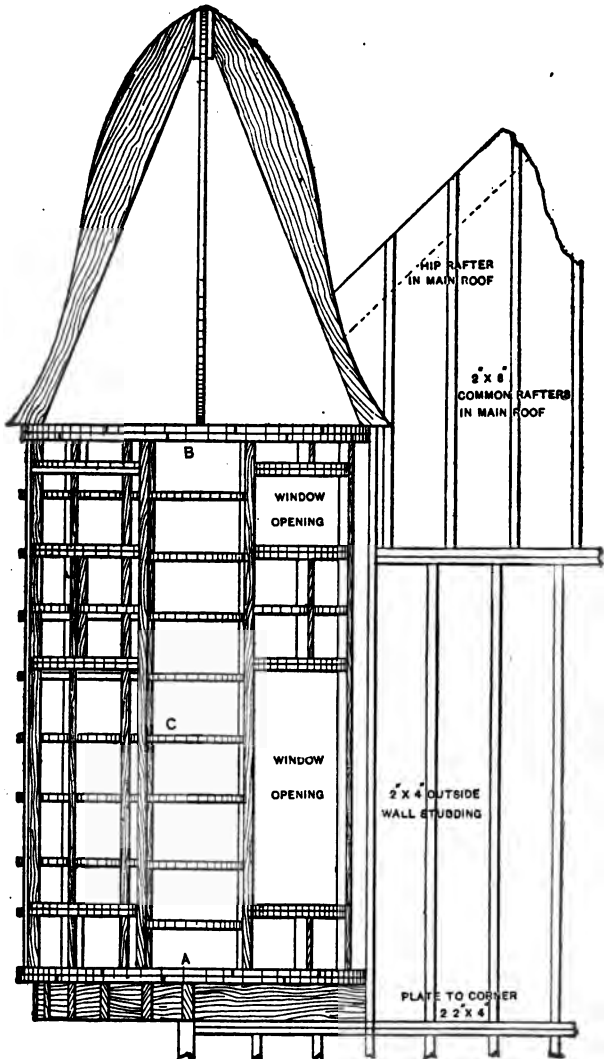 HIP RAFTER
IN MAIN ROOF
2" X 6"
COMMON RAFTERS
IN MAIN ROOF
B
WINDOW
OPENING
C
WINDOW
OPENING
2" X 4" OUTSIDE
WALL STUDDING
A
PLATE TO CORNER
2 2" X 4"